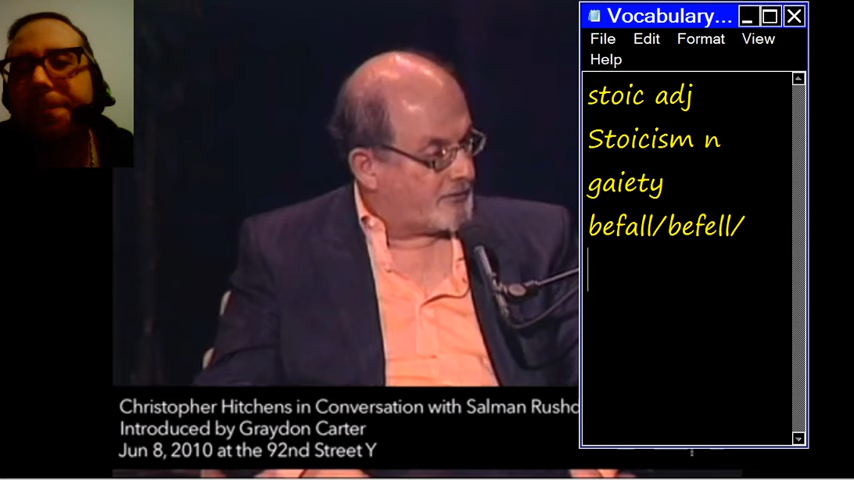 Vocabulary...
File Edit Format View
Help
stoic adj
Stoicism n
gaiety
befall/befell/
Christopher Hitchens in Conversation with Salman
Introduced by Graydon Carter
Jun 8, 2010 at the 92nd Street Y